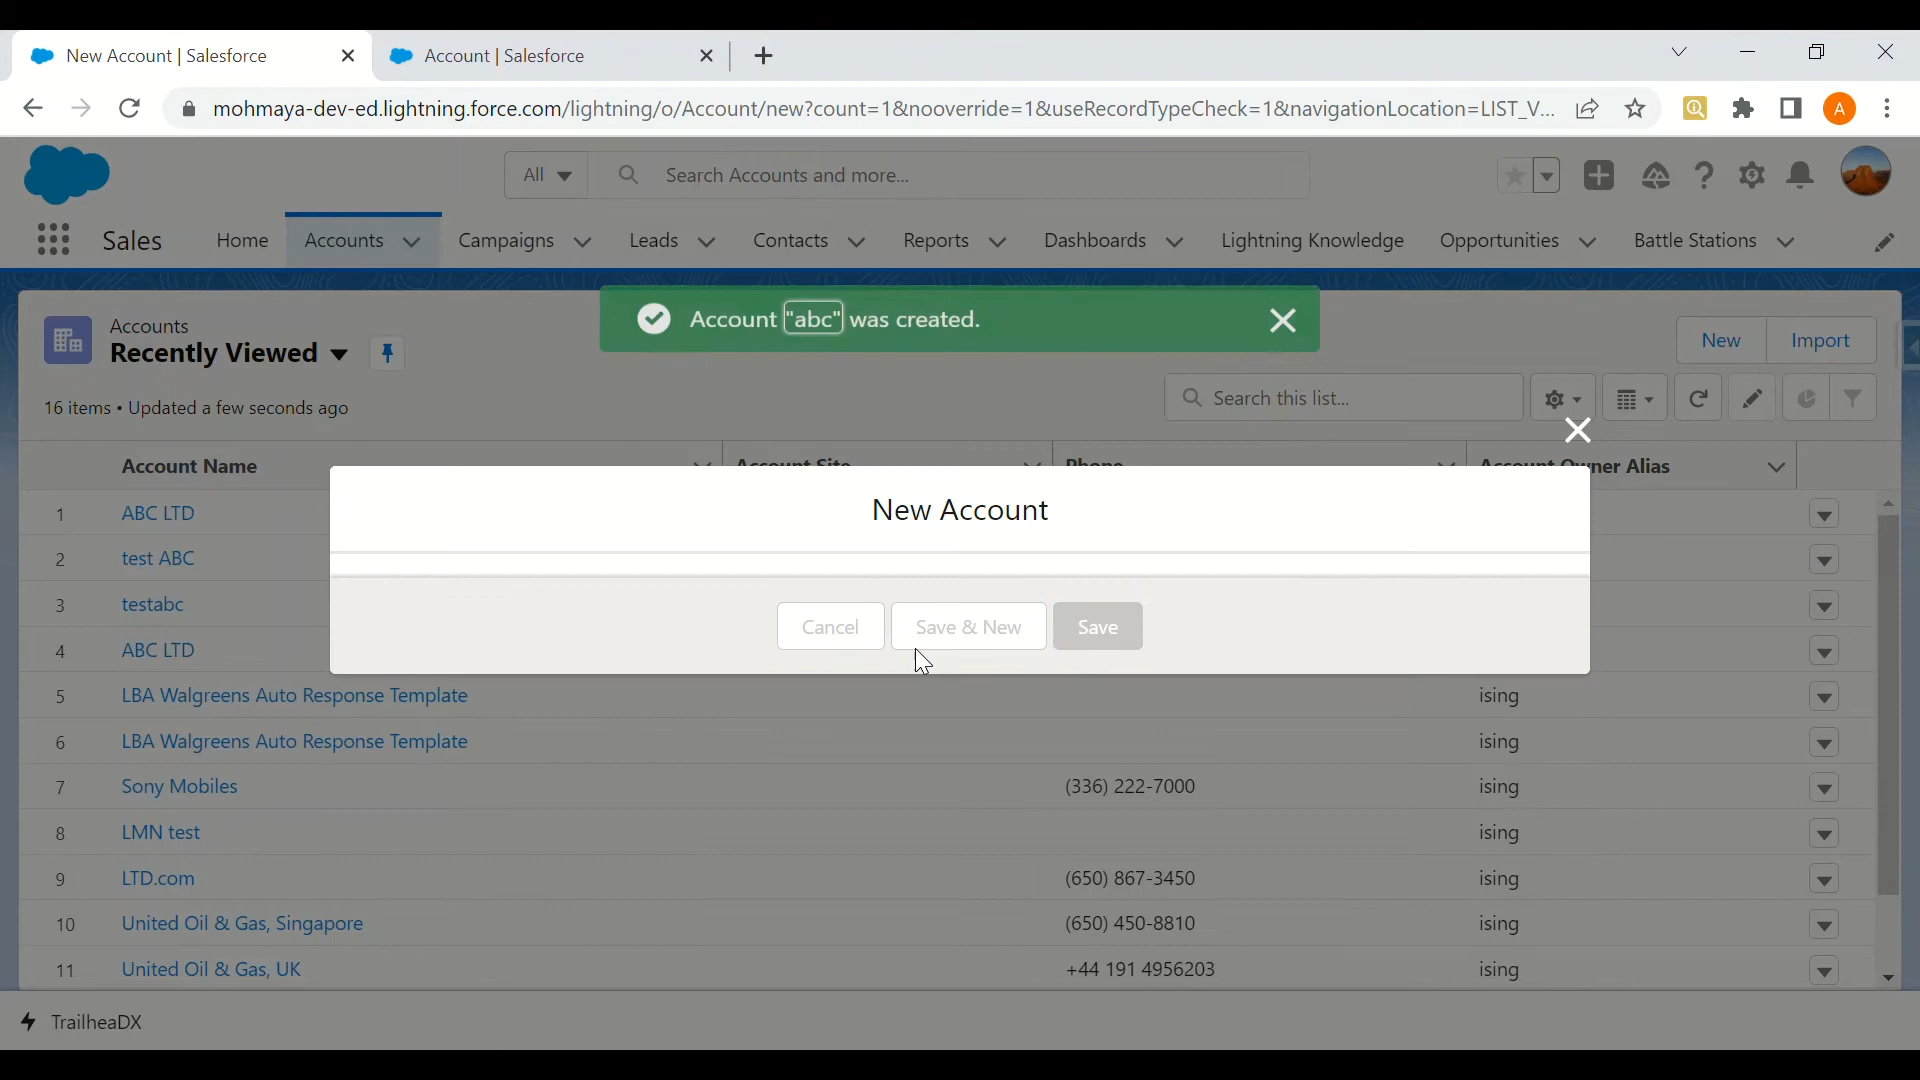 New Account | Salesforce
Account | Salesforce
mohmaya-dev-ed.lightning.force.com/lightning/o/Account/new?count=1&nooverride=1&useRecordTypeCheck=1&navigationLocation=LIST_V...
A
All
Search Accounts and more...
Sales
Home
Accounts
Campaigns
Leads
Contacts
Reports
Dashboards
Lightning Knowledge
Opportunities
Battle Stations
Account "abc" was created.
Accounts
Recently Viewed
New
Import
16 items • Updated a few seconds ago
Search this list...
Account Name
Account Site
Phone
Account Owner Alias
New Account
Cancel
Save & New
Save
1 ABC LTD
2 test ABC
3 testabc
4 ABC LTD
5 LBA Walgreens Auto Response Template ising
6 LBA Walgreens Auto Response Template ising
7 Sony Mobiles (336) 222-7000 ising
8 LMN test ising
9 LTD.com (650) 867-3450 ising
10 United Oil & Gas, Singapore (650) 450-8810 ising
11 United Oil & Gas, UK +44 191 4956203 ising
TrailheaDX